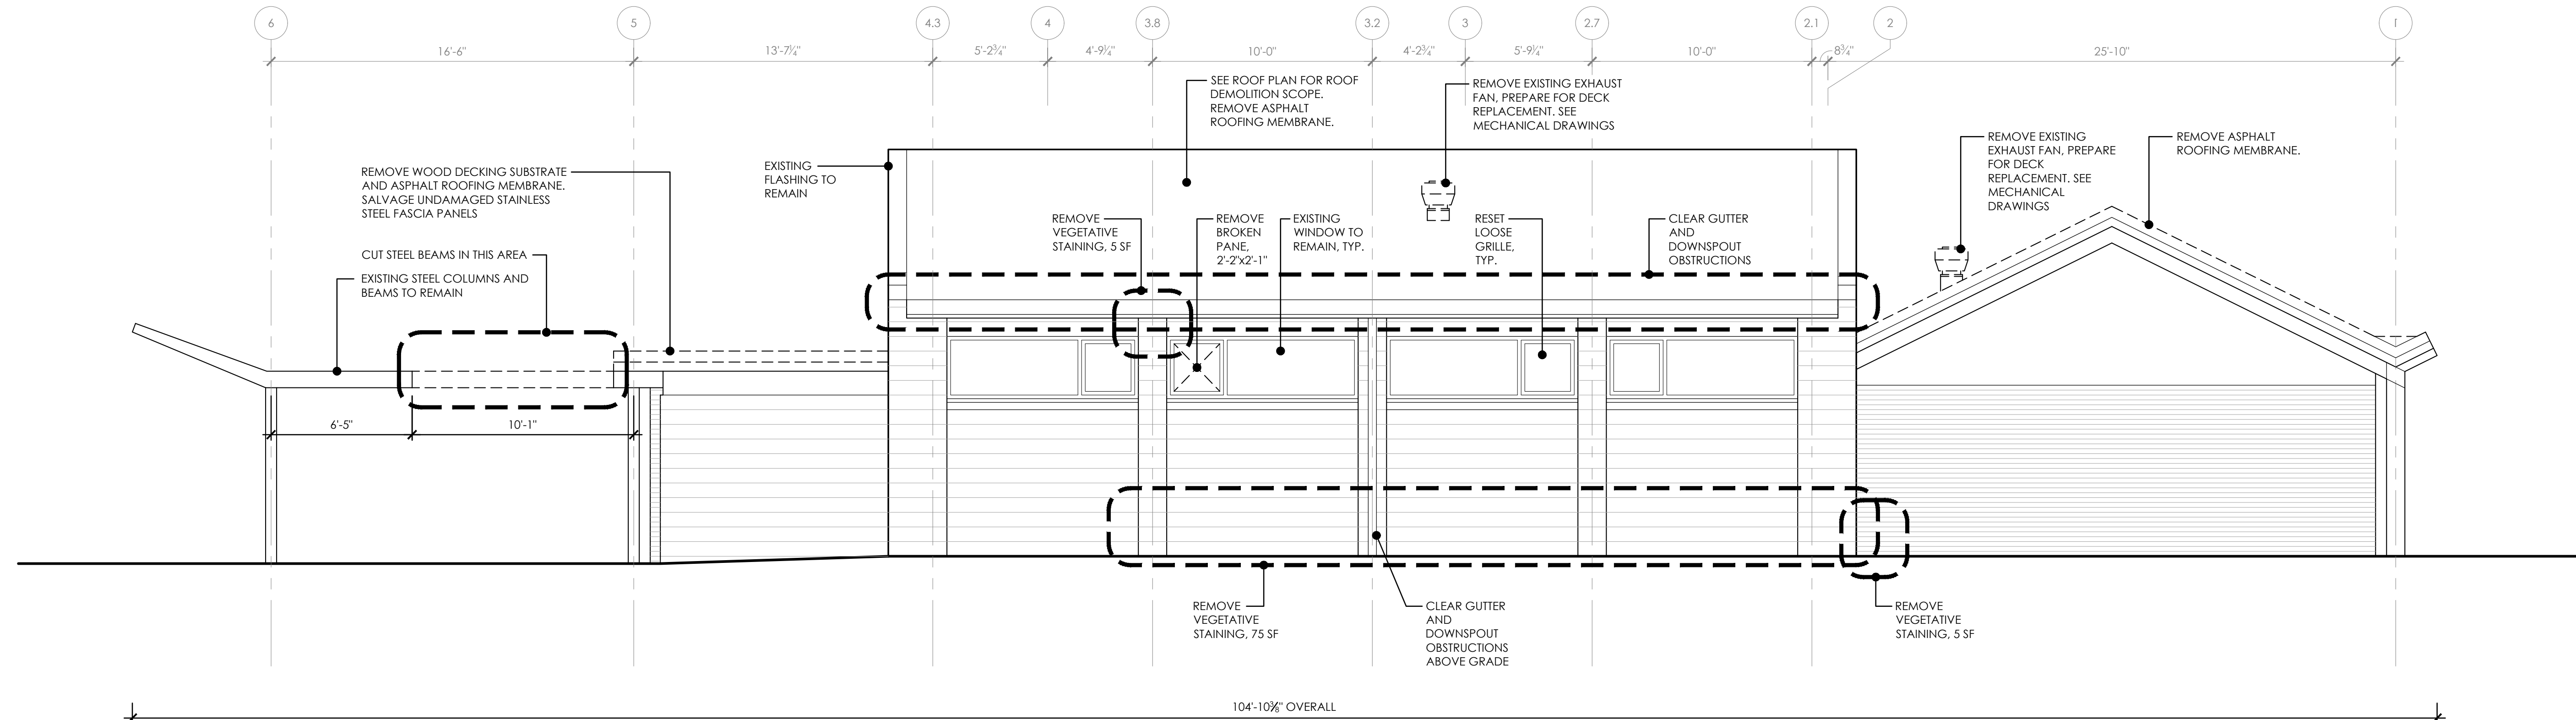 6
5
4.3
4
3.8
3.2
3
2.7
2.1
2
1
16'-6"
13'-7¼"
5'-2¾"
4'-9¼"
10'-0"
4'-2¾"
5'-9¼"
10'-0"
8¾"
25'-10"
SEE ROOF PLAN FOR ROOF
DEMOLITION SCOPE.
REMOVE ASPHALT
ROOFING MEMBRANE.
REMOVE EXISTING EXHAUST
FAN, PREPARE FOR DECK
REPLACEMENT. SEE
MECHANICAL DRAWINGS
REMOVE EXISTING
EXHAUST FAN, PREPARE
FOR DECK
REPLACEMENT. SEE
MECHANICAL
DRAWINGS
REMOVE ASPHALT
ROOFING MEMBRANE.
EXISTING
FLASHING TO
REMAIN
REMOVE WOOD DECKING SUBSTRATE
AND ASPHALT ROOFING MEMBRANE.
SALVAGE UNDAMAGED STAINLESS
STEEL FASCIA PANELS
CUT STEEL BEAMS IN THIS AREA
EXISTING STEEL COLUMNS AND
BEAMS TO REMAIN
REMOVE
VEGETATIVE
STAINING, 5 SF
REMOVE
BROKEN
PANE,
2'-2"x2'-1"
EXISTING
WINDOW TO
REMAIN, TYP.
RESET
LOOSE
GRILLE,
TYP.
CLEAR GUTTER
AND
DOWNSPOUT
OBSTRUCTIONS
6'-5"
10'-1"
REMOVE
VEGETATIVE
STAINING, 75 SF
CLEAR GUTTER
AND
DOWNSPOUT
OBSTRUCTIONS
ABOVE GRADE
REMOVE
VEGETATIVE
STAINING, 5 SF
104'-10⅜" OVERALL